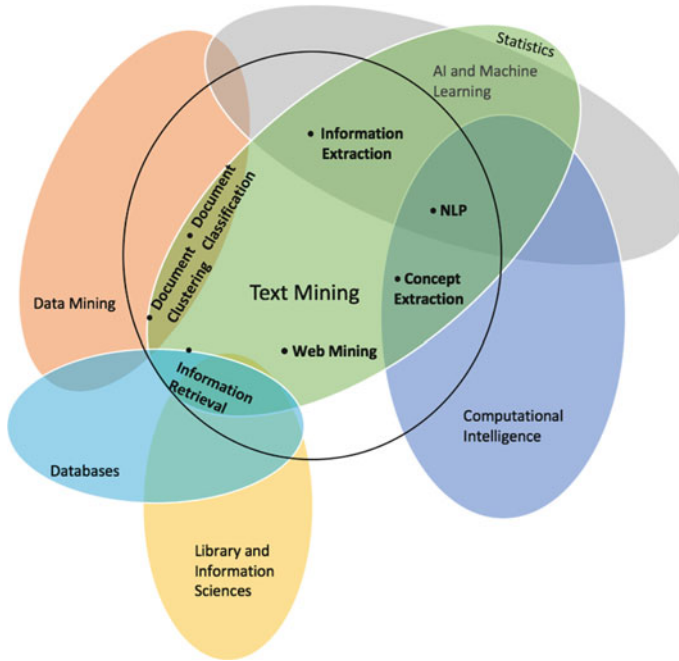 Statistics
AI and Machine
Learning
• Information
Extraction
• Document
Classification
• NLP
• Document
Clustering
• Concept
Extraction
Text Mining
Data Mining
• Web Mining
• Information
Retrieval
Computational
Intelligence
Databases
Library and
Information
Sciences